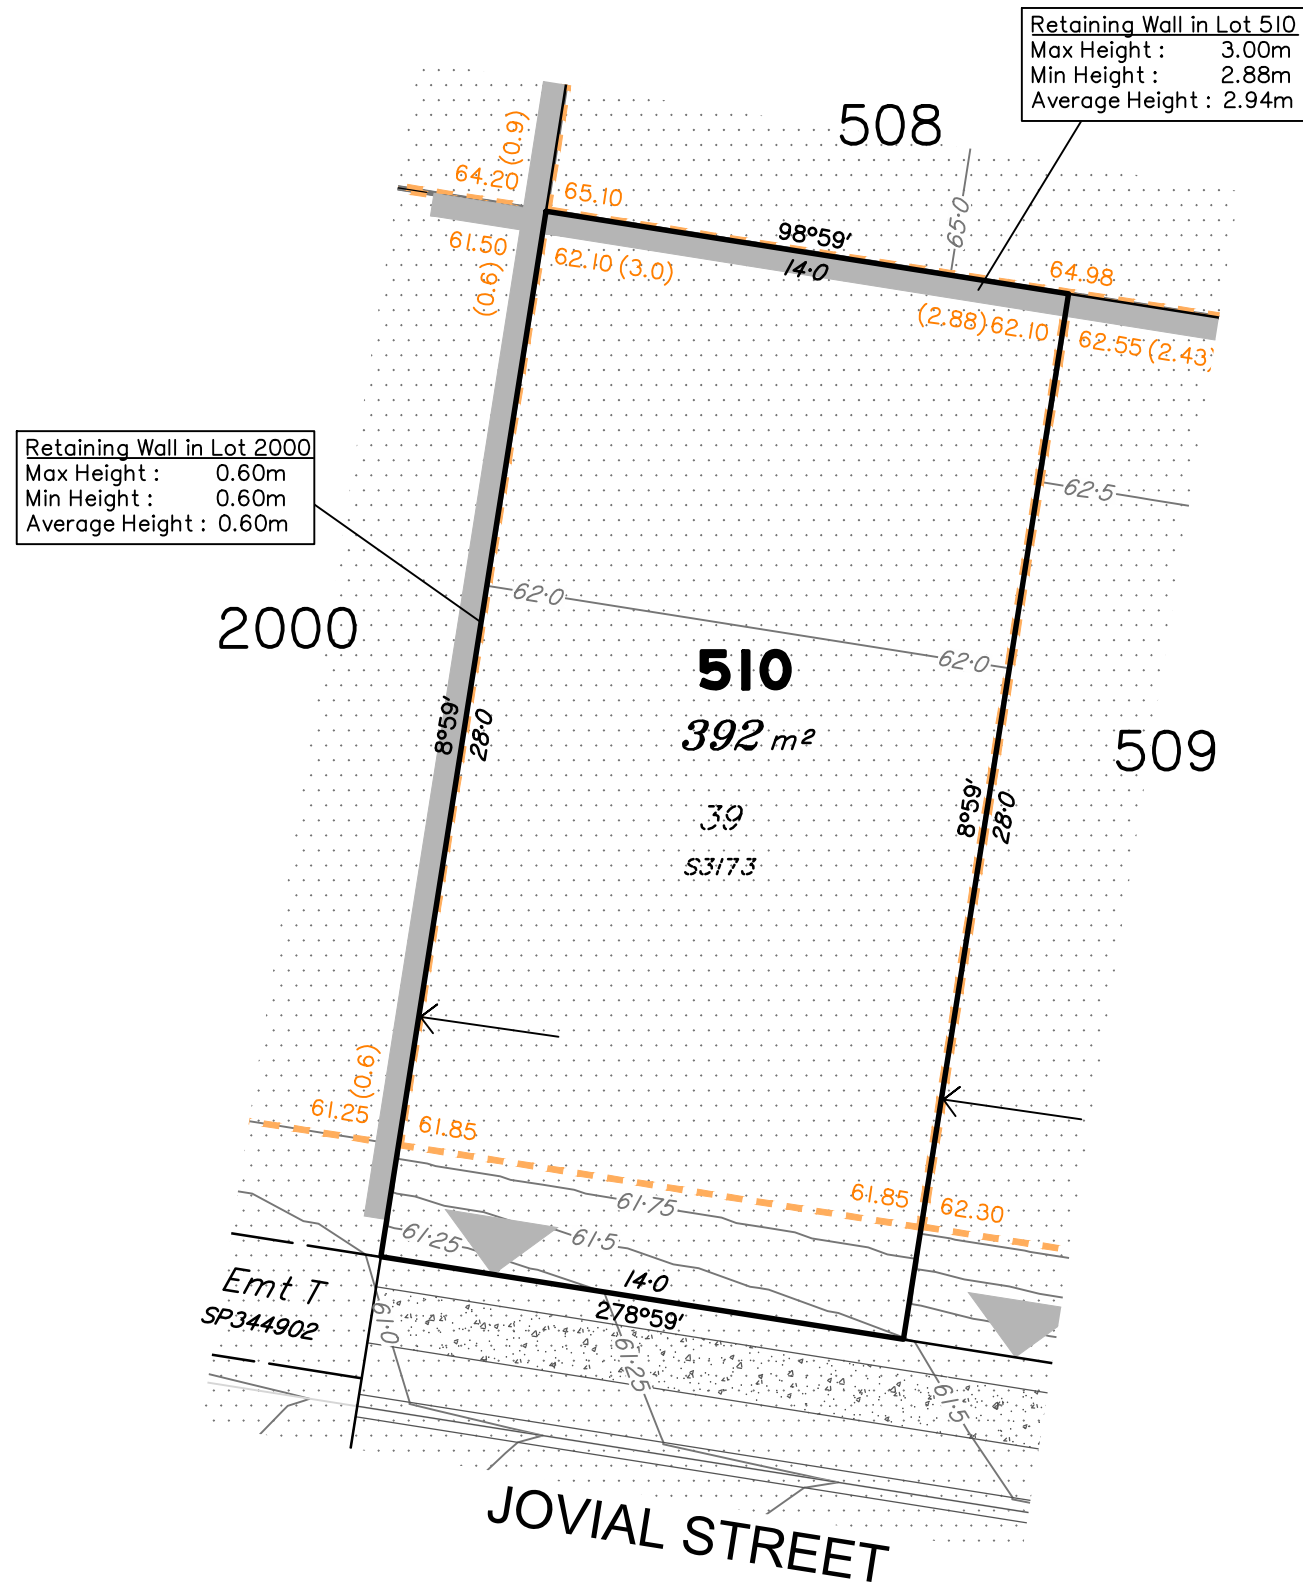 Retaining Wall in Lot 510
Max Height : 3.00m
Min Height : 2.88m
Average Height : 2.94m
508
(0.9)
64.20
65.10
65·0
98°59'
14·0
64.98
61.50
(0.6)
62.10 (3.0)
(2.88) 62.10
62.55 (2.43)
Retaining Wall in Lot 2000
Max Height : 0.60m
Min Height : 0.60m
Average Height : 0.60m
62·5
62·0
62·0
2000
510
392 m²
39
S3173
509
8°59'
28·0
8°59'
28·0
(0.6)
61.25
61.85
61.85
62.30
61·75
61·5
61·25
14·0
278°59'
Emt T
SP344902
61·0
61·25
61·5
JOVIAL STREET